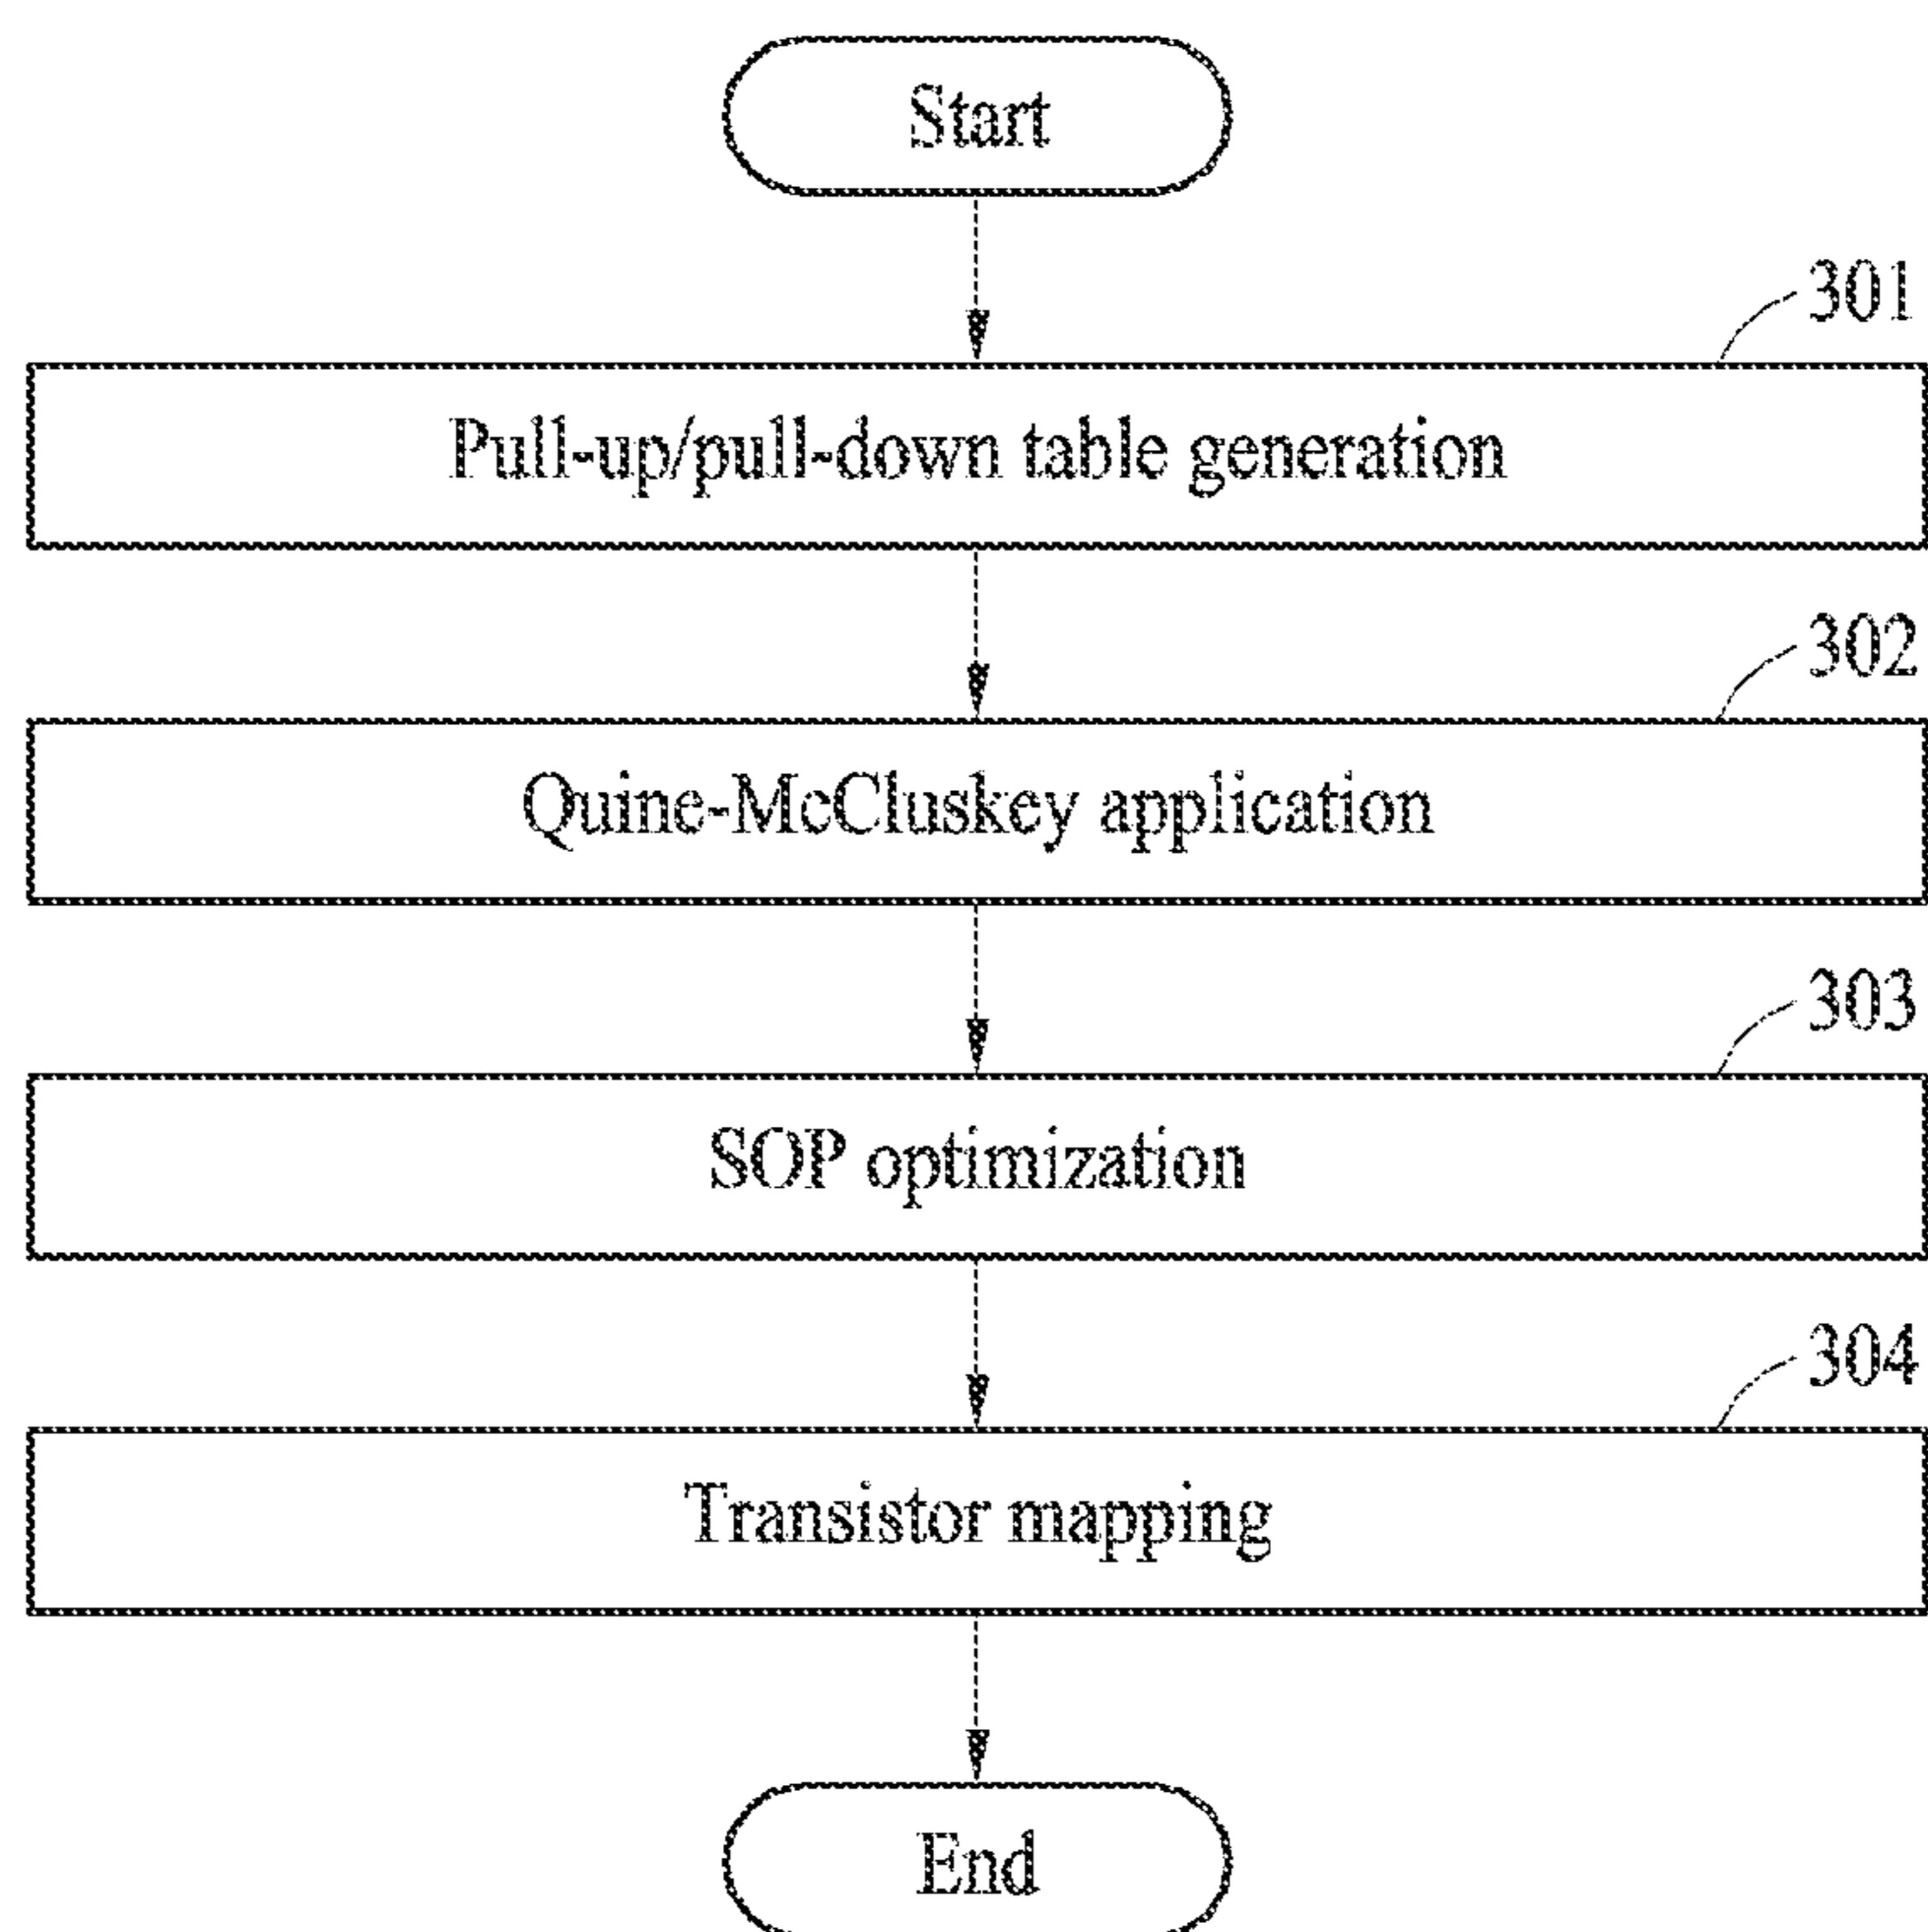 Start
301
Pull-up/pull-down table generation
302
Quine-McCluskey application
303
SOP optimization
304
Transistor mapping
End